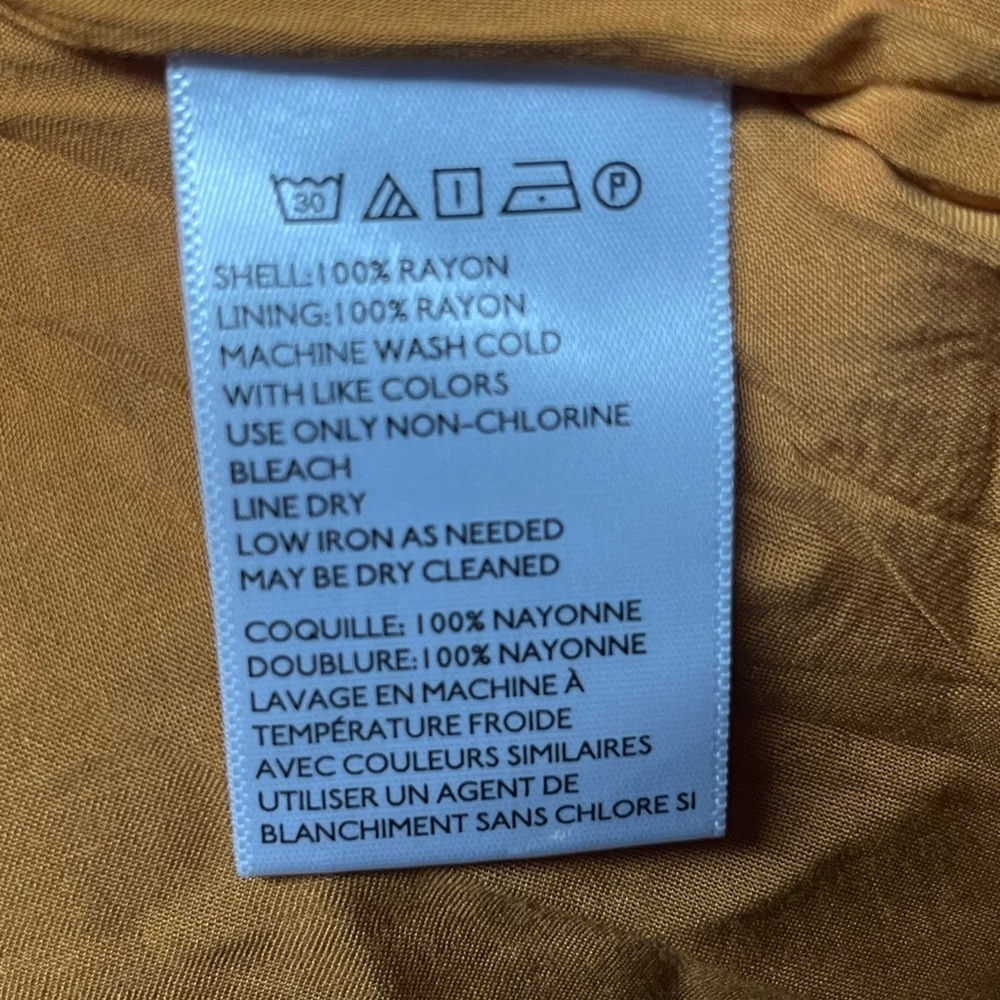 30
P
SHELL:100% RAYON
LINING:100% RAYON
MACHINE WASH COLD
WITH LIKE COLORS
USE ONLY NON-CHLORINE
BLEACH
LINE DRY
LOW IRON AS NEEDED
MAY BE DRY CLEANED
COQUILLE: 100% NAYONNE
DOUBLURE:100% NAYONNE
LAVAGE EN MACHINE À
TEMPÉRATURE FROIDE
AVEC COULEURS SIMILAIRES
UTILISER UN AGENT DE
BLANCHIMENT SANS CHLORE SI